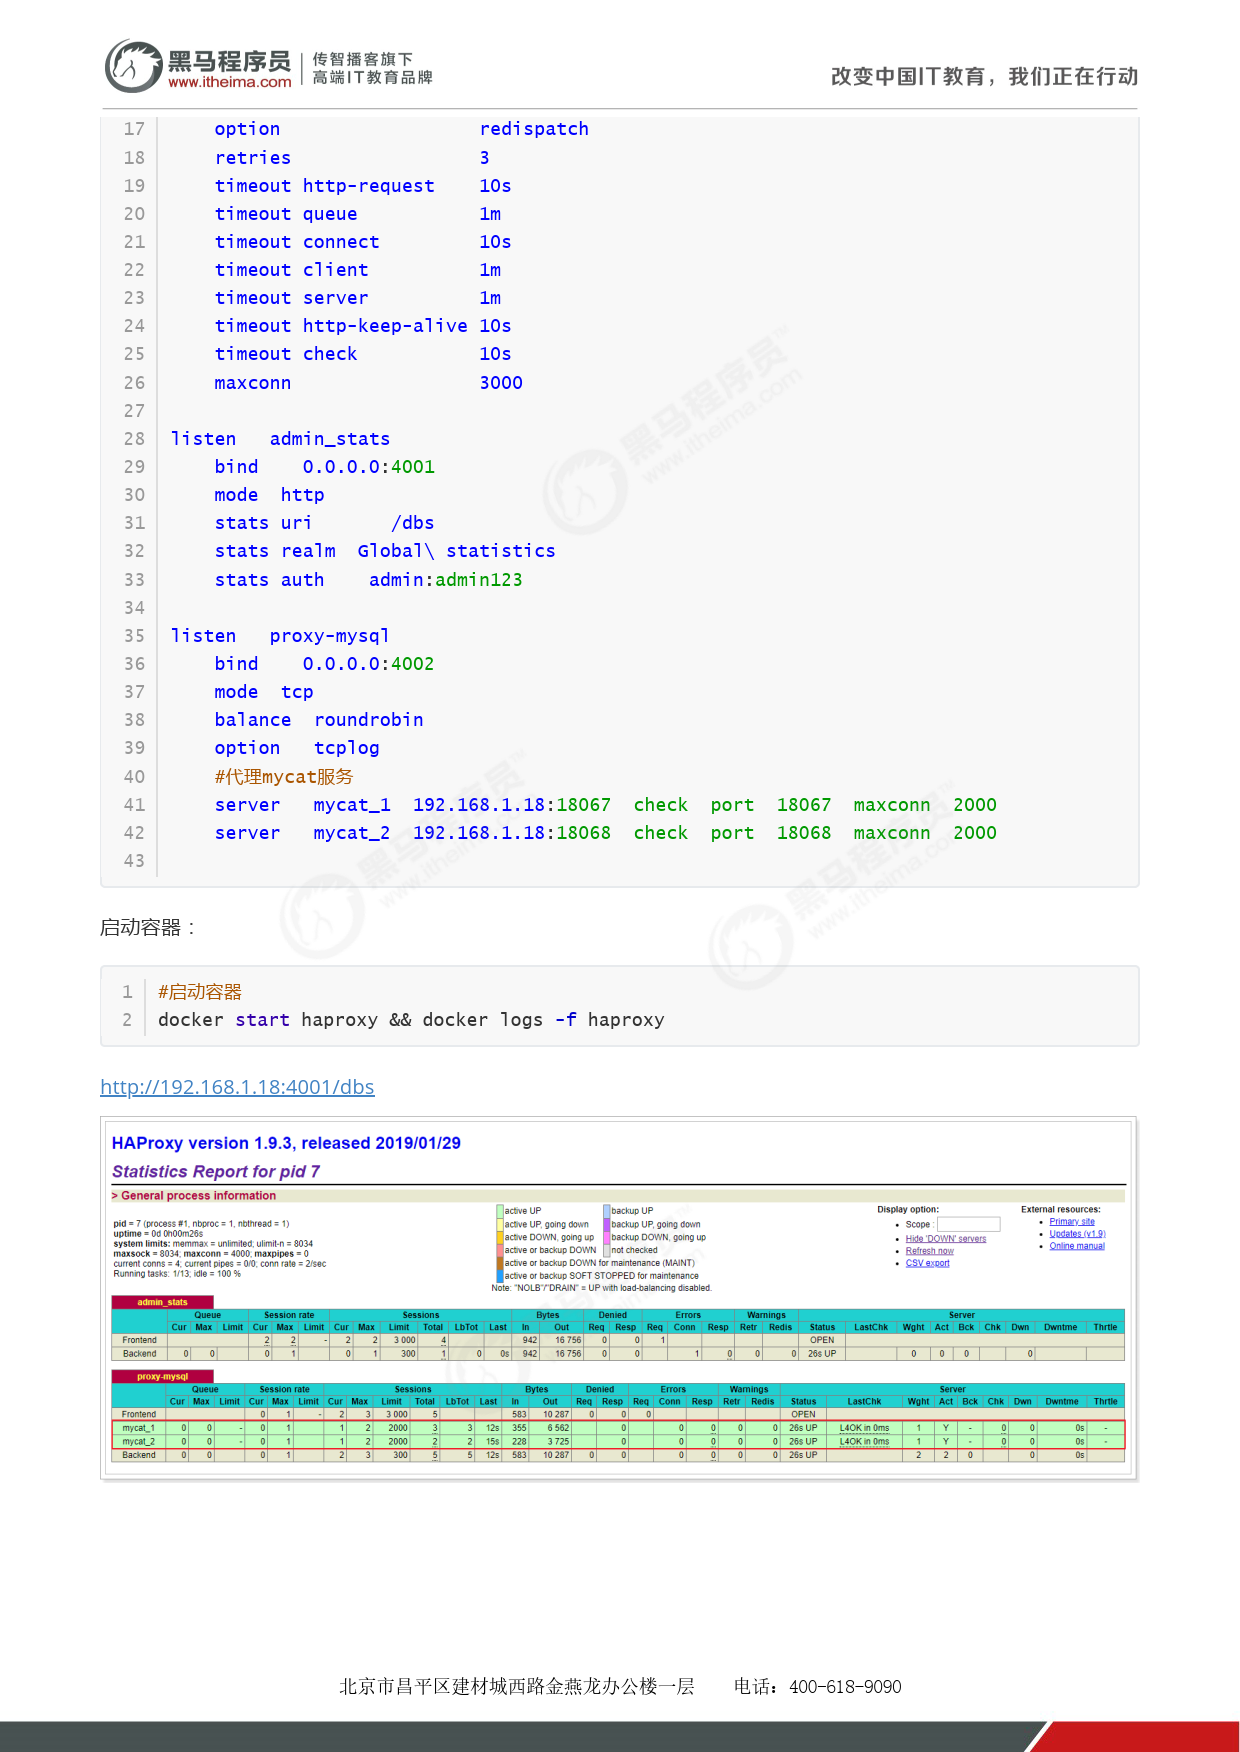 黑马程序员
www.itheima.com
传智播客旗下
高端IT教育品牌
改变中国IT教育，我们正在行动
17 option redispatch
18 retries 3
19 timeout http-request 10s
20 timeout queue 1m
21 timeout connect 10s
22 timeout client 1m
23 timeout server 1m
24 timeout http-keep-alive 10s
25 timeout check 10s
26 maxconn 3000
27
28 listen admin_stats
29 bind 0.0.0.0:4001
30 mode http
31 stats uri /dbs
32 stats realm Global\ statistics
33 stats auth admin:admin123
34
35 listen proxy-mysql
36 bind 0.0.0.0:4002
37 mode tcp
38 balance roundrobin
39 option tcplog
40 #代理mycat服务
41 server mycat_1 192.168.1.18:18067 check port 18067 maxconn 2000
42 server mycat_2 192.168.1.18:18068 check port 18068 maxconn 2000
43
启动容器：
1 #启动容器
2 docker start haproxy && docker logs -f haproxy
http://192.168.1.18:4001/dbs
HAProxy version 1.9.3, released 2019/01/29
Statistics Report for pid 7
> General process information
pid = 7 (process #1, nbproc = 1, nbthread = 1)
uptime = 0d 0h00m26s
system limits: memmax = unlimited; ulimit-n = 8034
maxsock = 8034; maxconn = 4000; maxpipes = 0
current conns = 4; current pipes = 0/0; conn rate = 2/sec
Running tasks: 1/13; idle = 100 %
active UP backup UP
active UP, going down backup UP, going down
active DOWN, going up backup DOWN, going up
active or backup DOWN not checked
active or backup DOWN for maintenance (MAINT)
active or backup SOFT STOPPED for maintenance
Note: "NOLB"/"DRAIN" = UP with load-balancing disabled.
Display option:
Scope :
Hide 'DOWN' servers
Refresh now
CSV export
External resources:
Primary site
Updates (v1.9)
Online manual
admin_stats
Queue Session rate Sessions Bytes Denied Errors Warnings Server
Cur Max Limit Cur Max Limit Cur Max Limit Total LbTot Last In Out Req Resp Req Conn Resp Retr Redis Status LastChk Wght Act Bck Chk Dwn Dwntme Thrtle
Frontend 2 2 - 2 2 3 000 4 942 16 756 0 0 1 OPEN
Backend 0 0 0 1 0 1 300 1 0 0s 942 16 756 0 0 1 0 0 0 26s UP 0 0 0 0
proxy-mysql
Queue Session rate Sessions Bytes Denied Errors Warnings Server
Cur Max Limit Cur Max Limit Cur Max Limit Total LbTot Last In Out Req Resp Req Conn Resp Retr Redis Status LastChk Wght Act Bck Chk Dwn Dwntme Thrtle
Frontend 0 1 - 2 3 3 000 5 583 10 287 0 0 0 OPEN
mycat_1 0 0 - 0 1 1 2 2000 3 3 12s 355 6 562 0 0 0 0 0 26s UP L4OK in 0ms 1 Y - 0 0 0s -
mycat_2 0 0 - 0 1 1 2 2000 2 2 15s 228 3 725 0 0 0 0 0 26s UP L4OK in 0ms 1 Y - 0 0 0s -
Backend 0 0 0 1 2 3 300 5 5 12s 583 10 287 0 0 0 0 0 0 26s UP 2 2 0 0 0s
北京市昌平区建材城西路金燕龙办公楼一层 电话：400-618-9090